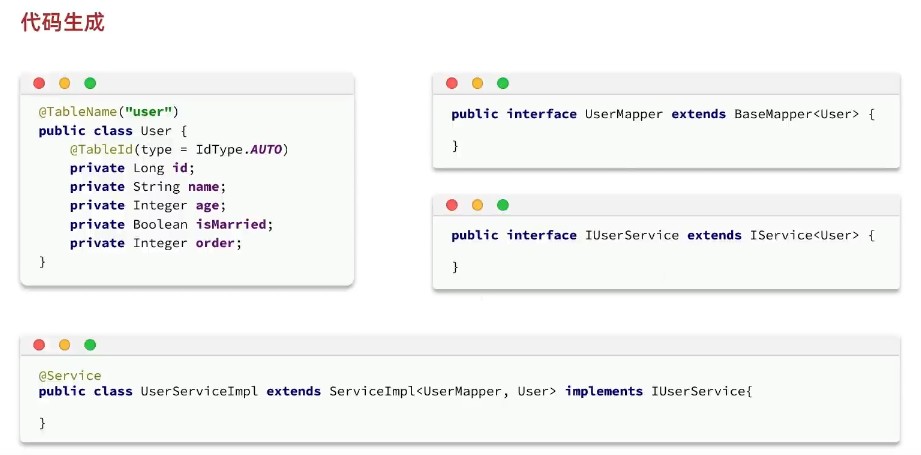 代码生成
@TableName("user")
public class User {
@TableId(type = IdType.AUTO)
private Long id;
private String name;
private Integer age;
private Boolean isMarried;
private Integer order;
}
public interface UserMapper extends BaseMapper<User> {
}
public interface IUserService extends IService<User> {
}
@Service
public class UserServiceImpl extends ServiceImpl<UserMapper, User> implements IUserService{
}